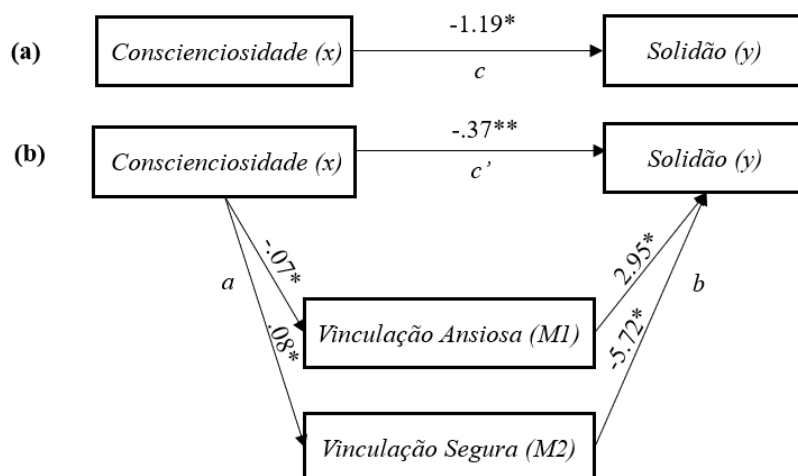 -1.19*
(a)
Conscienciosidade (x)
Solidão (y)
c
-.37**
(b)
Conscienciosidade (x)
Solidão (y)
c’
-.07*
a
.08*
2.95*
b
-5.72*
Vinculação Ansiosa (M1)
Vinculação Segura (M2)